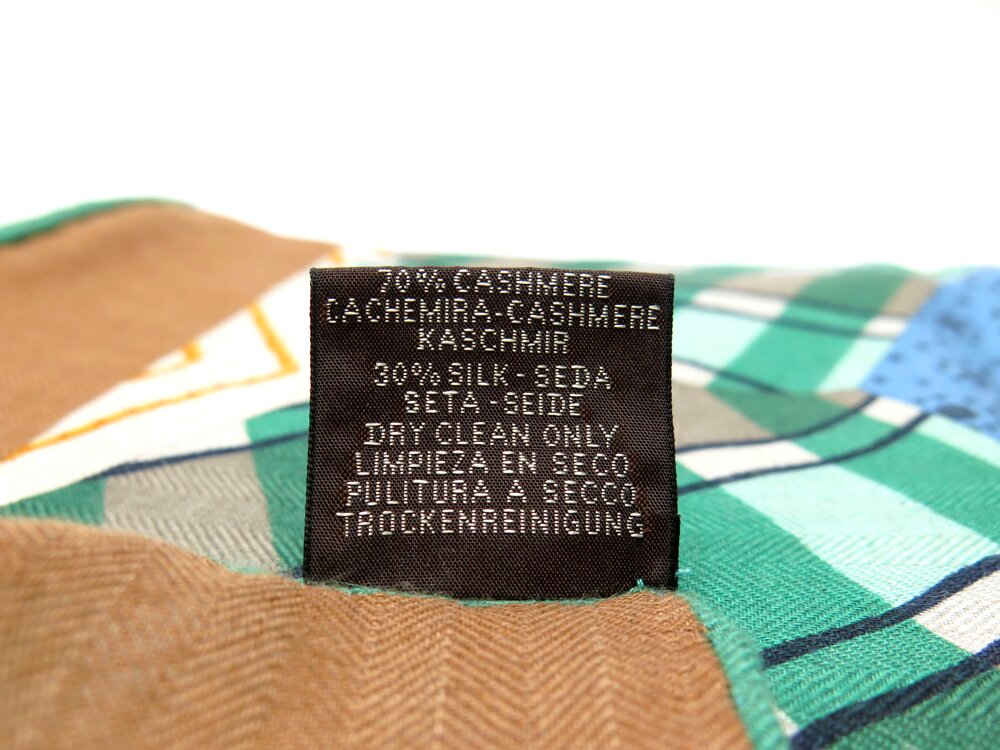 70% CASHMERE
CACHEMIRA-CASHMERE
KASCHMIR
30% SILK - SEDA
SETA - SEIDE
DRY CLEAN ONLY
LIMPIEZA EN SECO
PULITURA A SECCO
TROCKENREINIGUNG